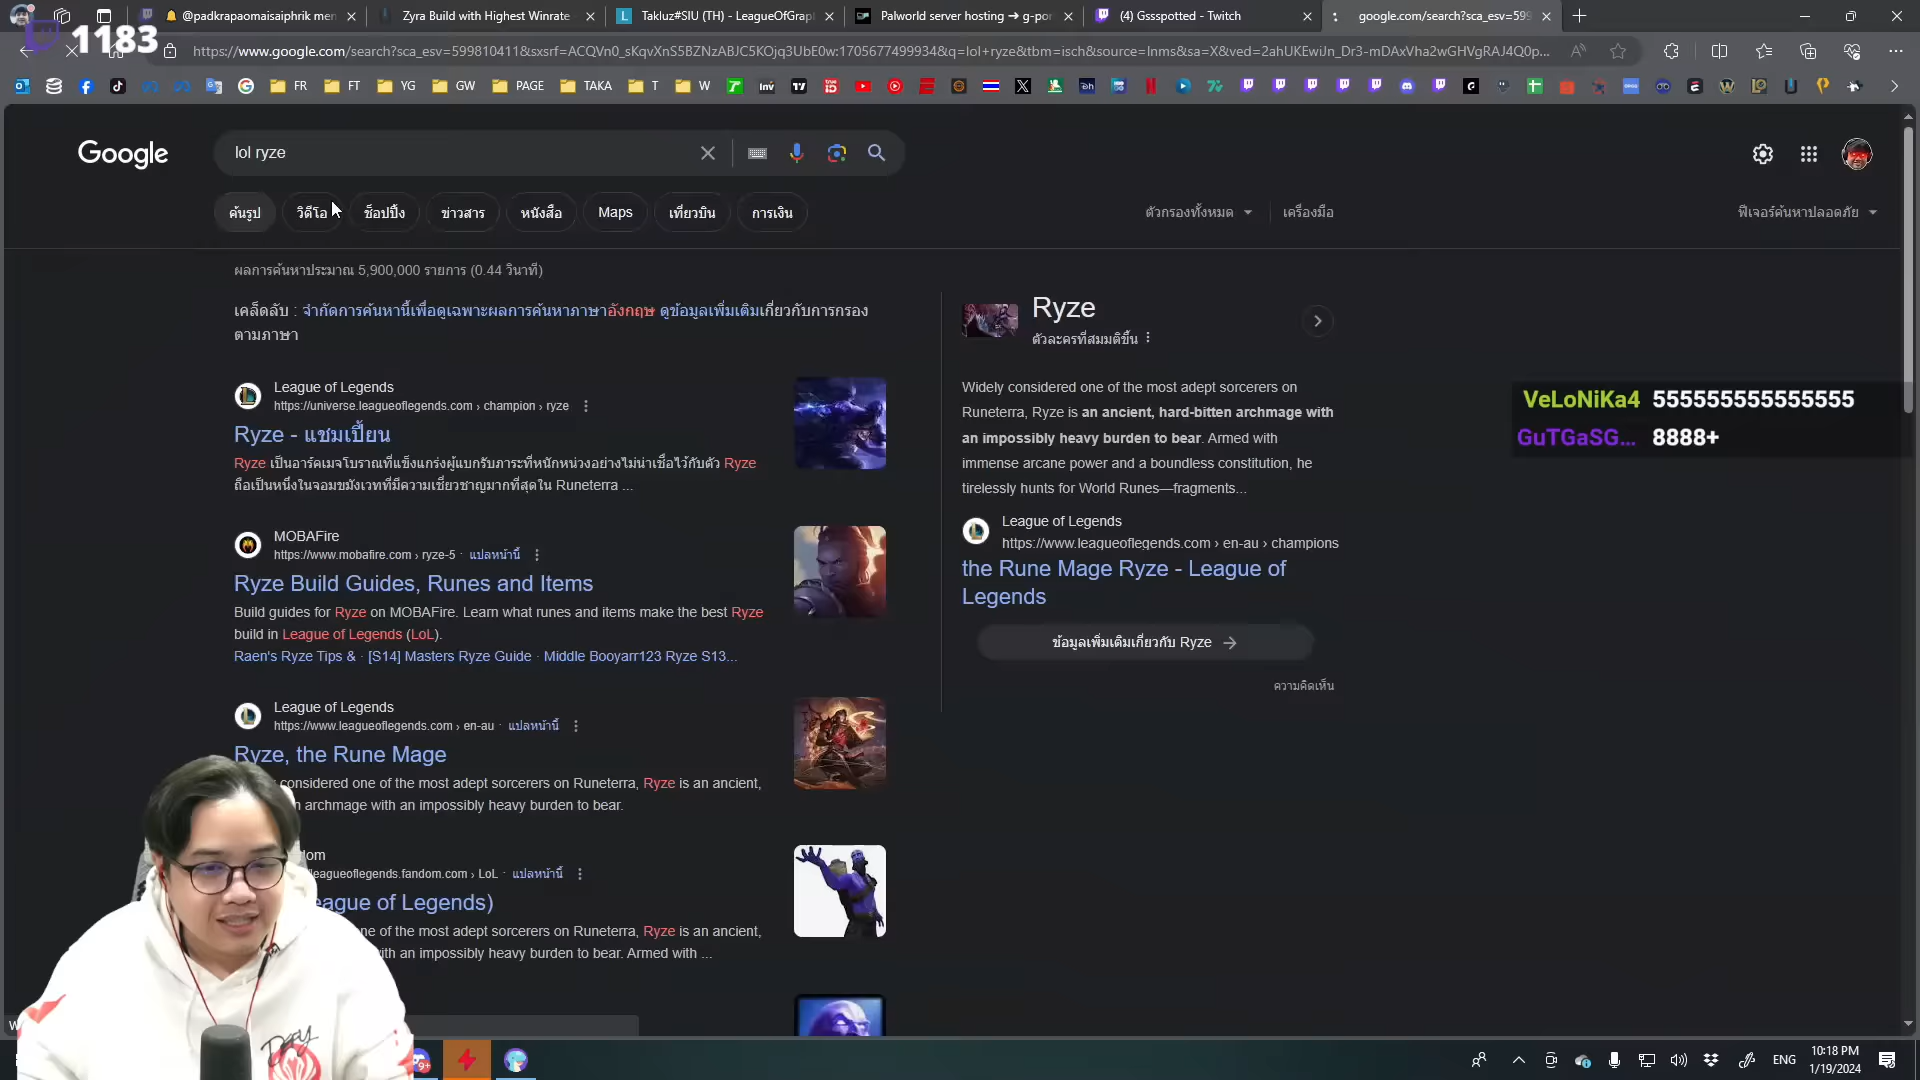 1183
@padkrapaomaisaiphrik men
Zyra Build with Highest Winrate
Takluz#SIU (TH) - LeagueOfGrap
Palworld server hosting ➔ g-po
(4) Gssspotted - Twitch
google.com/search?sca_esv=599
https://www.google.com/search?sca_esv=599810411&sxsrf=ACQVn0_sKqvXnS5BZNzABJC5KOjq3UbE0w:1705677499934&q=lol+ryze&tbm=isch&source=lnms&sa=X&ved=2ahUKEwiJn_Dr3-mDAxVha2wGHVgRAJ4Q0p...
FR
FT
YG
GW
PAGE
TAKA
T
W
Google
lol ryze
ค้นรูป
วิดีโอ
ช็อปปิ้ง
ข่าวสาร
หนังสือ
Maps
เที่ยวบิน
การเงิน
ตัวกรองทั้งหมด
เครื่องมือ
ฟีเจอร์ค้นหาปลอดภัย
ผลการค้นหาประมาณ 5,900,000 รายการ (0.44 วินาที)
เคล็ดลับ : จำกัดการค้นหานี้เพื่อดูเฉพาะผลการค้นหาภาษาอังกฤษ ดูข้อมูลเพิ่มเติมเกี่ยวกับการกรอง
ตามภาษา
League of Legends
https://universe.leagueoflegends.com › champion › ryze
Ryze - แชมเปี้ยน
Ryze เป็นอาร์คเมจโบราณที่แข็งแกร่งผู้แบกรับภาระที่หนักหน่วงอย่างไม่น่าเชื่อไว้กับตัว Ryze
ถือเป็นหนึ่งในจอมขมังเวทที่มีความเชี่ยวชาญมากที่สุดใน Runeterra ...
MOBAFire
https://www.mobafire.com › ryze-5 · แปลหน้านี้
Ryze Build Guides, Runes and Items
Build guides for Ryze on MOBAFire. Learn what runes and items make the best Ryze
build in League of Legends (LoL).
Raen's Ryze Tips & · [S14] Masters Ryze Guide · Middle Booyarr123 Ryze S13...
League of Legends
https://www.leagueoflegends.com › en-au · แปลหน้านี้
Ryze, the Rune Mage
considered one of the most adept sorcerers on Runeterra, Ryze is an ancient,
n archmage with an impossibly heavy burden to bear.
dom
leagueoflegends.fandom.com › LoL · แปลหน้านี้
eague of Legends)
ne of the most adept sorcerers on Runeterra, Ryze is an ancient,
ith an impossibly heavy burden to bear. Armed with ...
Ryze
ตัวละครที่สมมติขึ้น
Widely considered one of the most adept sorcerers on
Runeterra, Ryze is an ancient, hard-bitten archmage with
an impossibly heavy burden to bear. Armed with
immense arcane power and a boundless constitution, he
tirelessly hunts for World Runes—fragments...
League of Legends
https://www.leagueoflegends.com › en-au › champions
the Rune Mage Ryze - League of
Legends
ข้อมูลเพิ่มเติมเกี่ยวกับ Ryze
ความคิดเห็น
VeLoNiKa4 555555555555555
GuTGaSG... 8888+
ENG
10:18 PM
1/19/2024